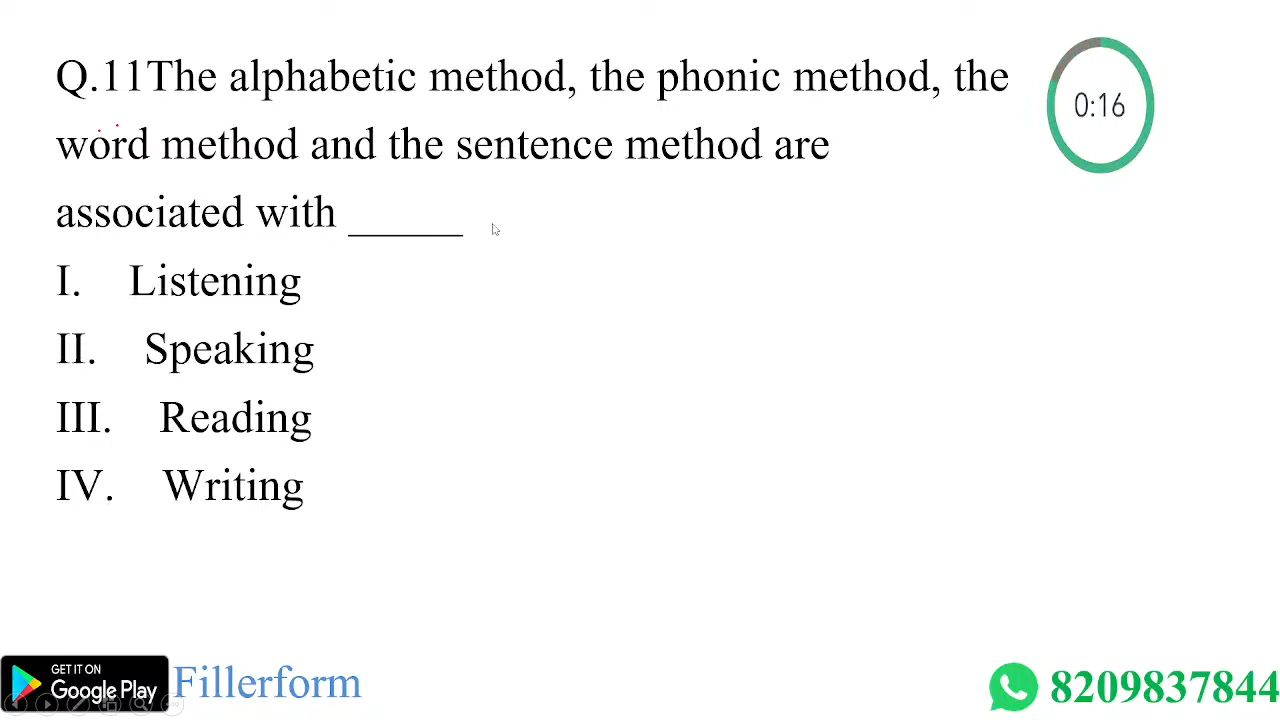 Q.11The alphabetic method, the phonic method, the
0:16
word method and the sentence method are
associated with _____
I. Listening
II. Speaking
III. Reading
IV. Writing
GET IT ON
Google Play
Fillerform
8209837844